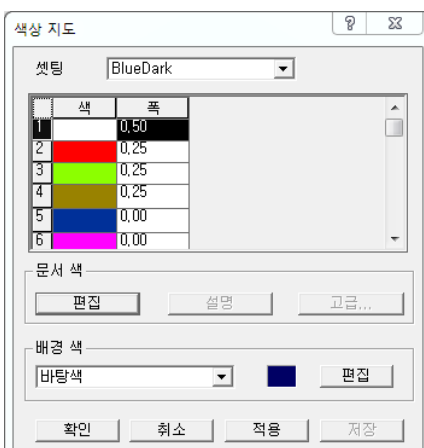 색상 지도
셋팅 BlueDark
색 폭
1 0,50
2 0,25
3 0,25
4 0,25
5 0,00
6 0,00
문서 색
편집 설명 고급...
배경 색
바탕색 편집
확인 취소 적용 저장